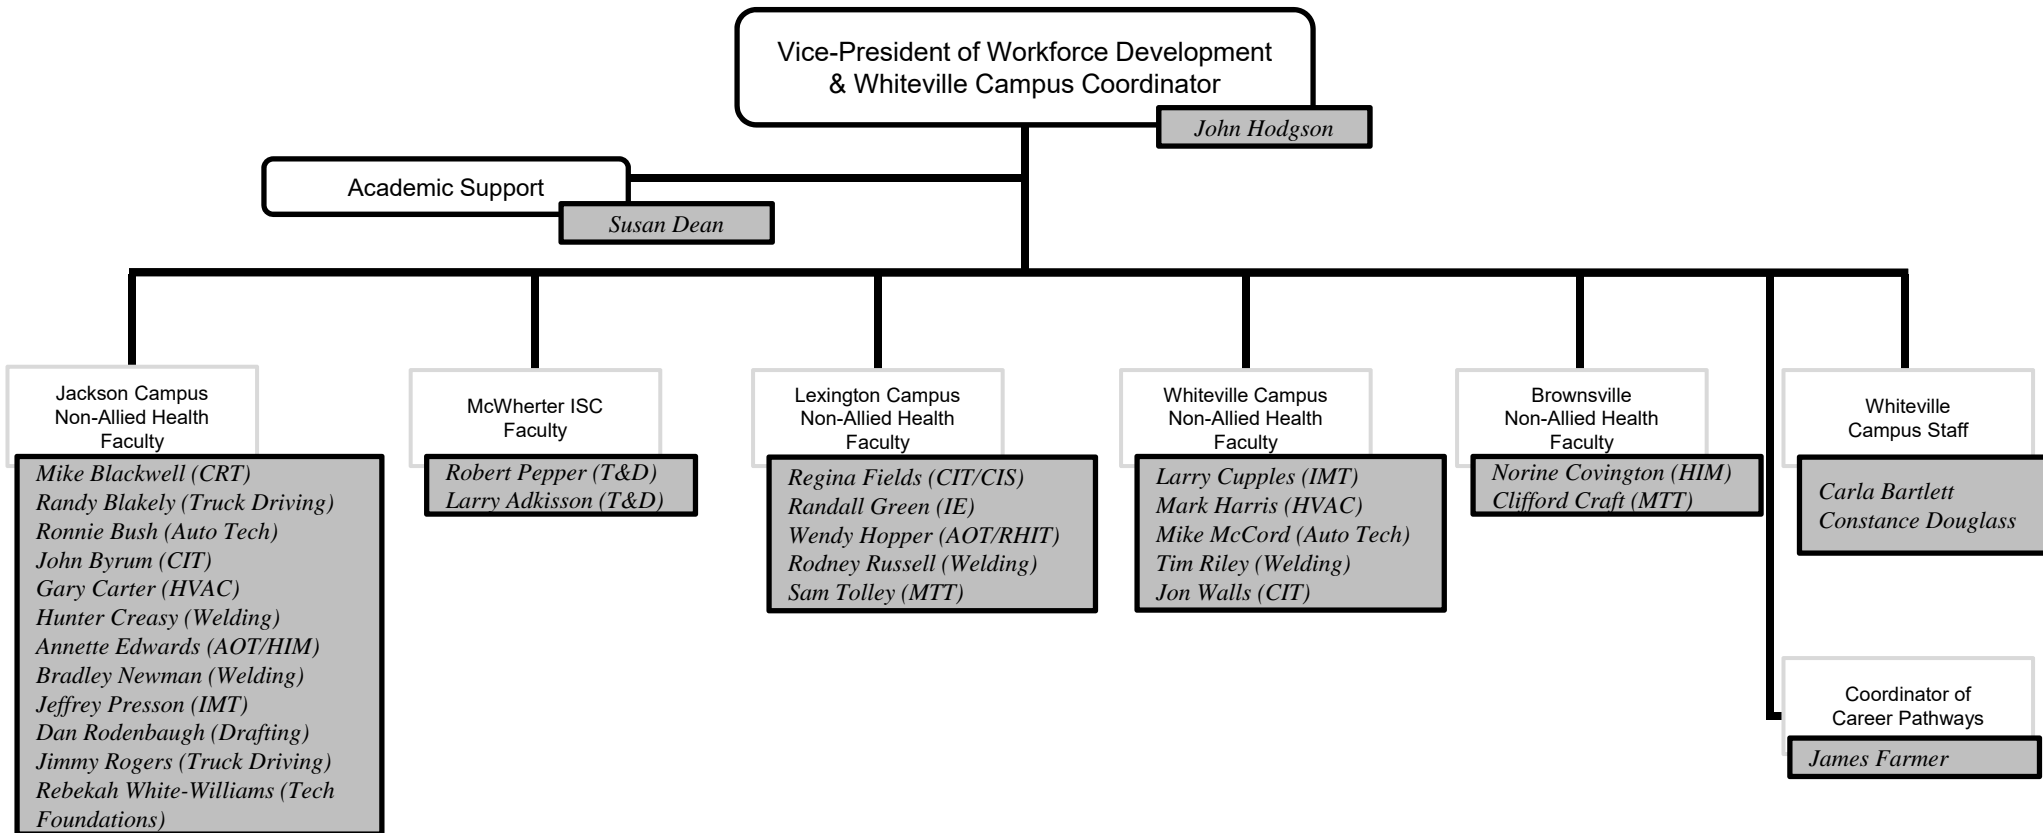 Vice-President of Workforce Development
& Whiteville Campus Coordinator
John Hodgson
Academic Support
Susan Dean
Jackson Campus
Non-Allied Health
Faculty
Mike Blackwell (CRT)
Randy Blakely (Truck Driving)
Ronnie Bush (Auto Tech)
John Byrum (CIT)
Gary Carter (HVAC)
Hunter Creasy (Welding)
Annette Edwards (AOT/HIM)
Bradley Newman (Welding)
Jeffrey Presson (IMT)
Dan Rodenbaugh (Drafting)
Jimmy Rogers (Truck Driving)
Rebekah White-Williams (Tech
Foundations)
McWherter ISC
Faculty
Robert Pepper (T&D)
Larry Adkisson (T&D)
Lexington Campus
Non-Allied Health
Faculty
Regina Fields (CIT/CIS)
Randall Green (IE)
Wendy Hopper (AOT/RHIT)
Rodney Russell (Welding)
Sam Tolley (MTT)
Whiteville Campus
Non-Allied Health
Faculty
Larry Cupples (IMT)
Mark Harris (HVAC)
Mike McCord (Auto Tech)
Tim Riley (Welding)
Jon Walls (CIT)
Brownsville
Non-Allied Health
Faculty
Norine Covington (HIM)
Clifford Craft (MTT)
Whiteville
Campus Staff
Carla Bartlett
Constance Douglass
Coordinator of
Career Pathways
James Farmer